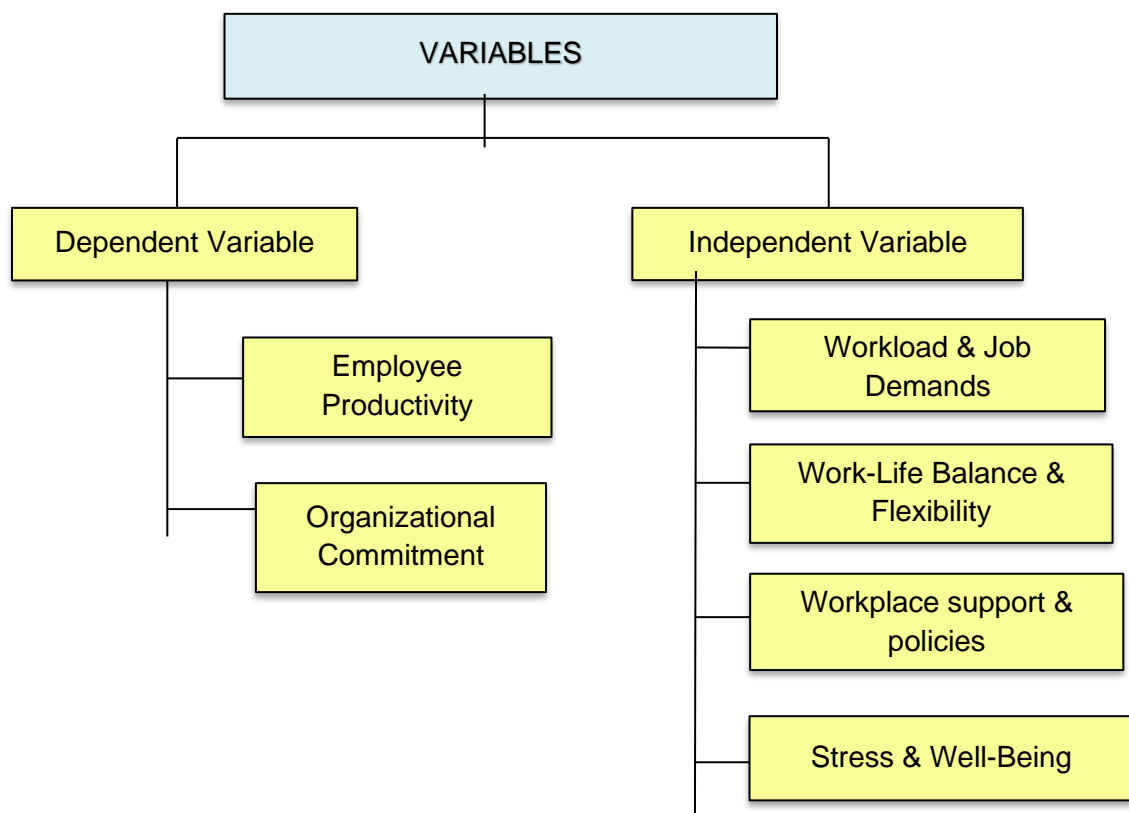 VARIABLES
Dependent Variable
Independent Variable
Employee
Productivity
Organizational
Commitment
Workload & Job
Demands
Work-Life Balance &
Flexibility
Workplace support &
policies
Stress & Well-Being